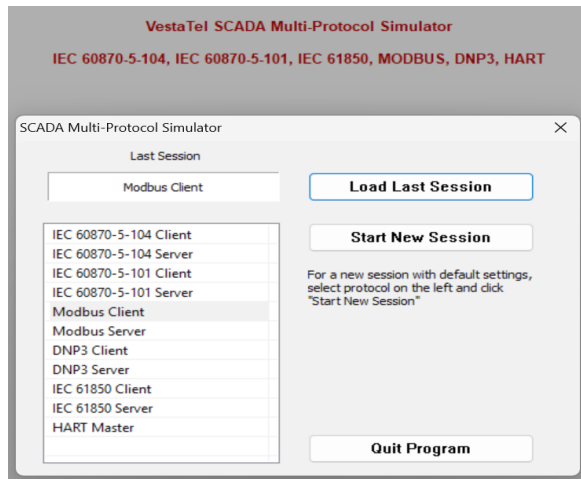 VestaTel SCADA Multi-Protocol Simulator
IEC 60870-5-104, IEC 60870-5-101, IEC 61850, MODBUS, DNP3, HART
SCADA Multi-Protocol Simulator
Last Session
Modbus Client
Load Last Session
IEC 60870-5-104 Client
IEC 60870-5-104 Server
IEC 60870-5-101 Client
IEC 60870-5-101 Server
Modbus Client
Modbus Server
DNP3 Client
DNP3 Server
IEC 61850 Client
IEC 61850 Server
HART Master
Start New Session
For a new session with default settings,
select protocol on the left and click
"Start New Session"
Quit Program